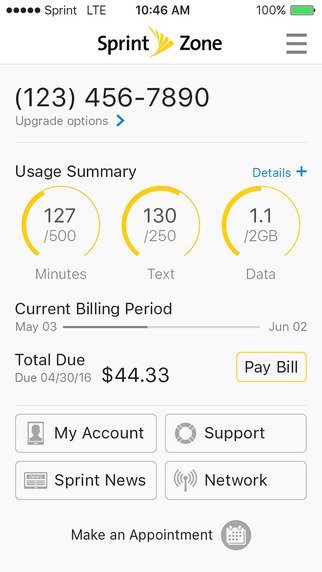 ●●●●● Sprint LTE 10:46 AM 100%
Sprint Zone
(123) 456-7890
Upgrade options >
Usage Summary Details +
127 130 1.1
/500 /250 /2GB
Minutes Text Data
Current Billing Period
May 03 Jun 02
Total Due
Due 04/30/16 $44.33 Pay Bill
My Account Support
Sprint News Network
Make an Appointment